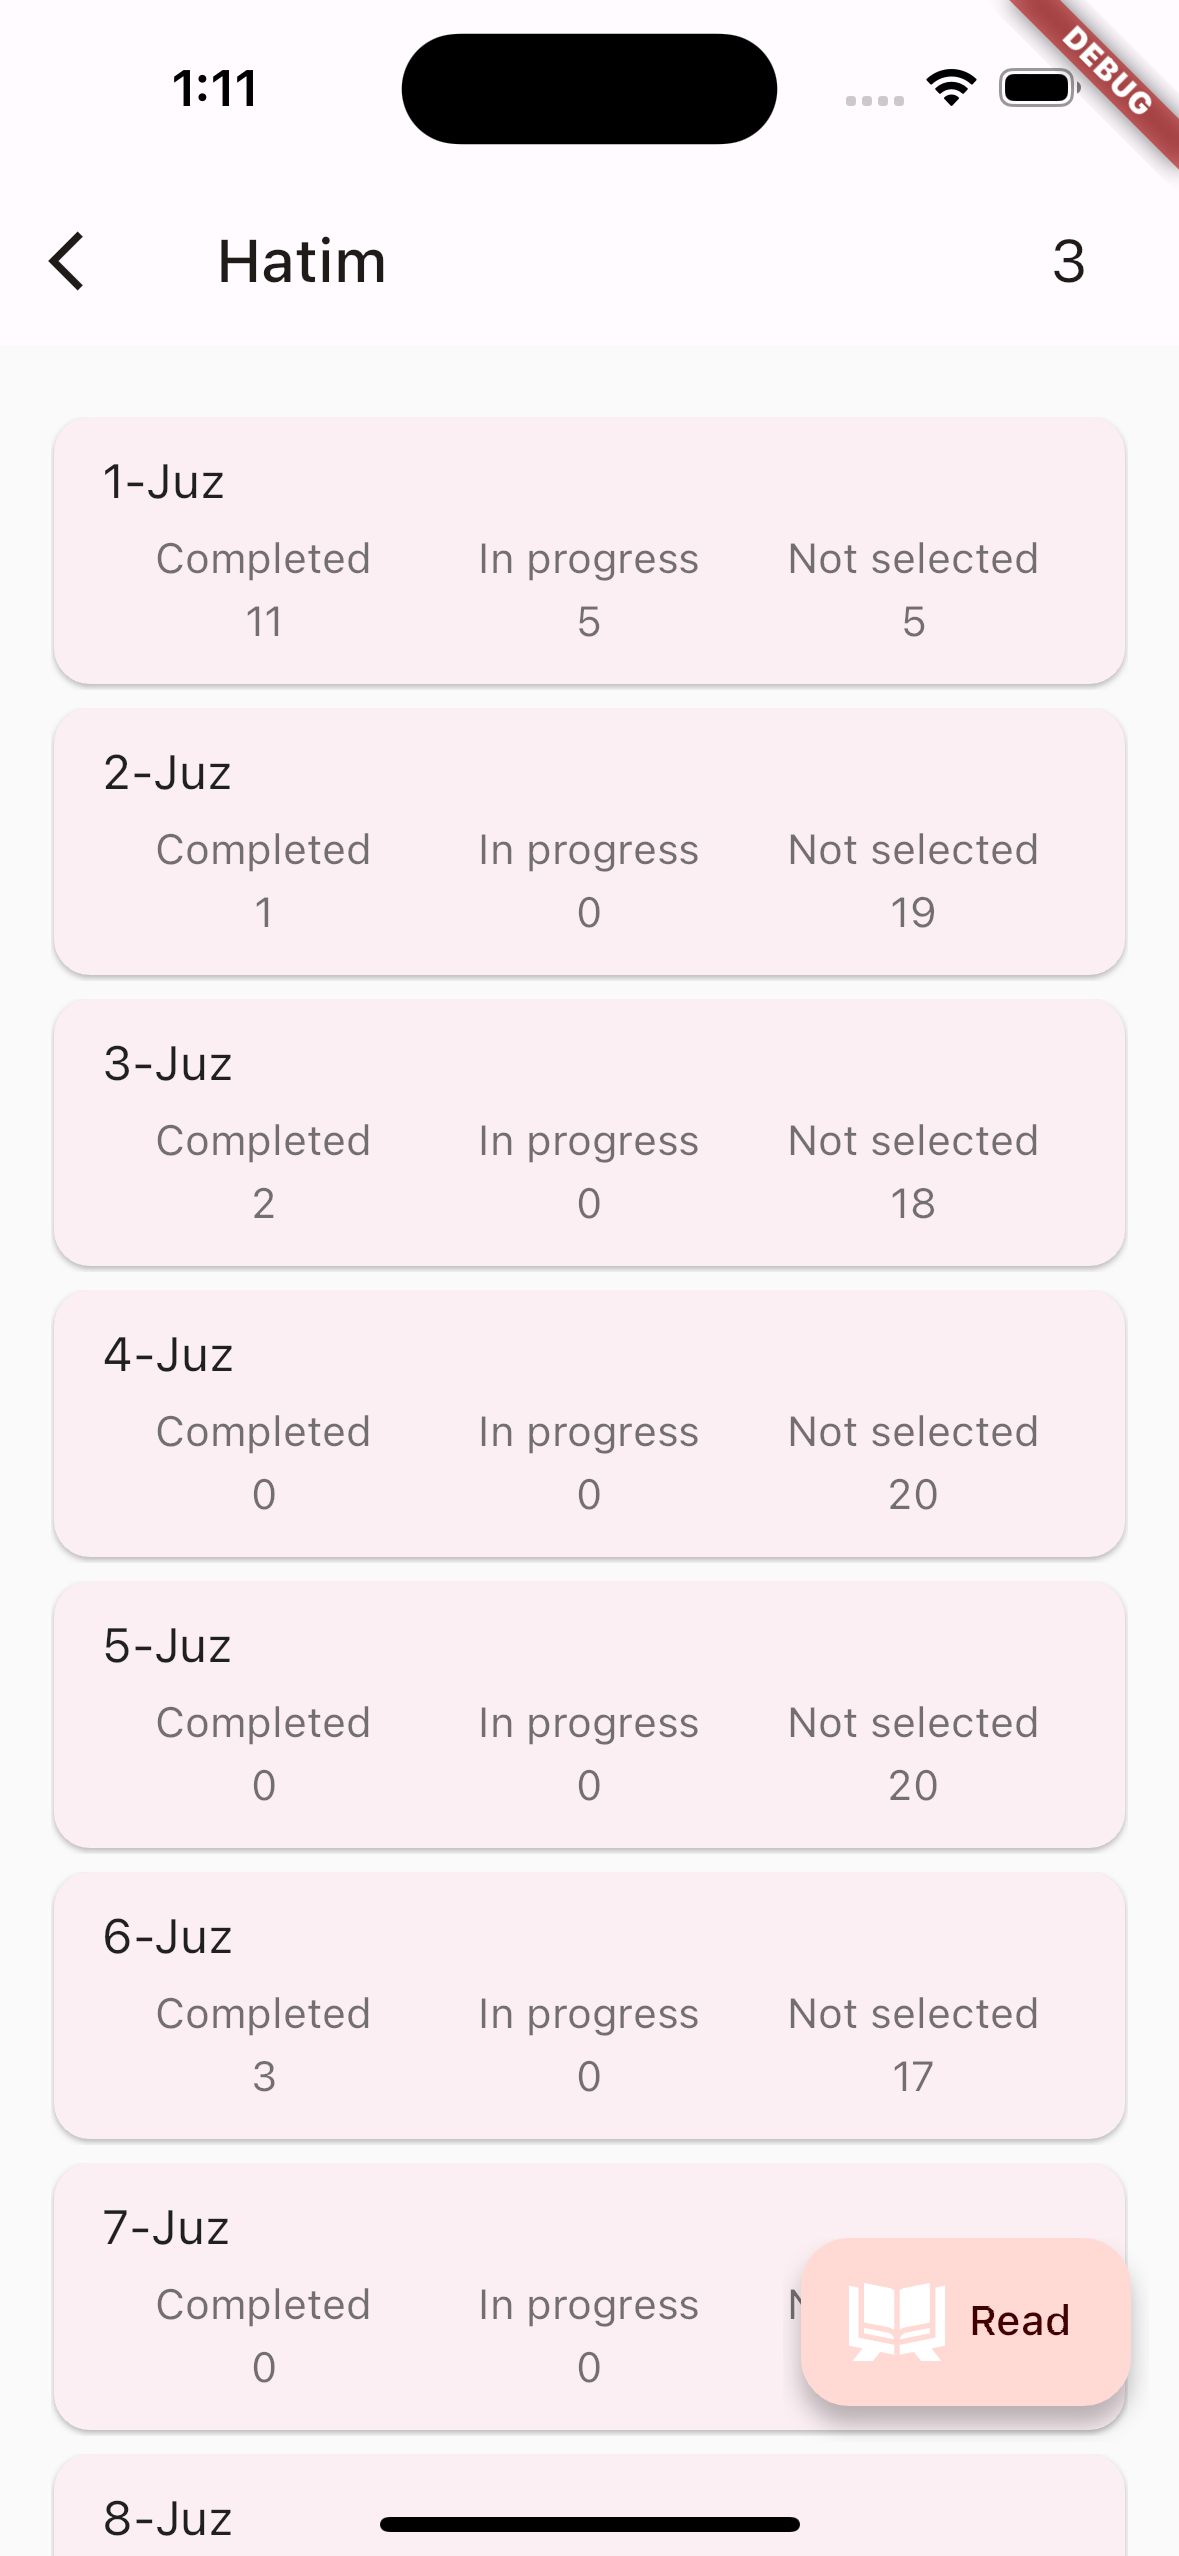 1:11
DEBUG
Hatim 3
1-Juz
Completed In progress Not selected
11 5 5
2-Juz
Completed In progress Not selected
1 0 19
3-Juz
Completed In progress Not selected
2 0 18
4-Juz
Completed In progress Not selected
0 0 20
5-Juz
Completed In progress Not selected
0 0 20
6-Juz
Completed In progress Not selected
3 0 17
7-Juz
Completed In progress
0 0
Read
8-Juz